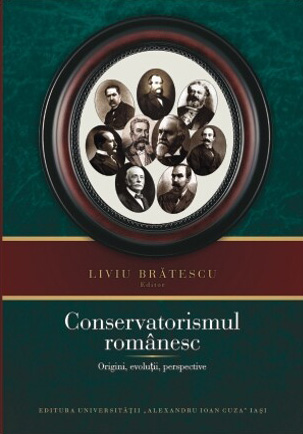 LIVIU BRĂTESCU
Editor
Conservatorismul
românesc
Origini, evoluții, perspective
EDITURA UNIVERSITĂȚII „ALEXANDRU IOAN CUZA” IAȘI